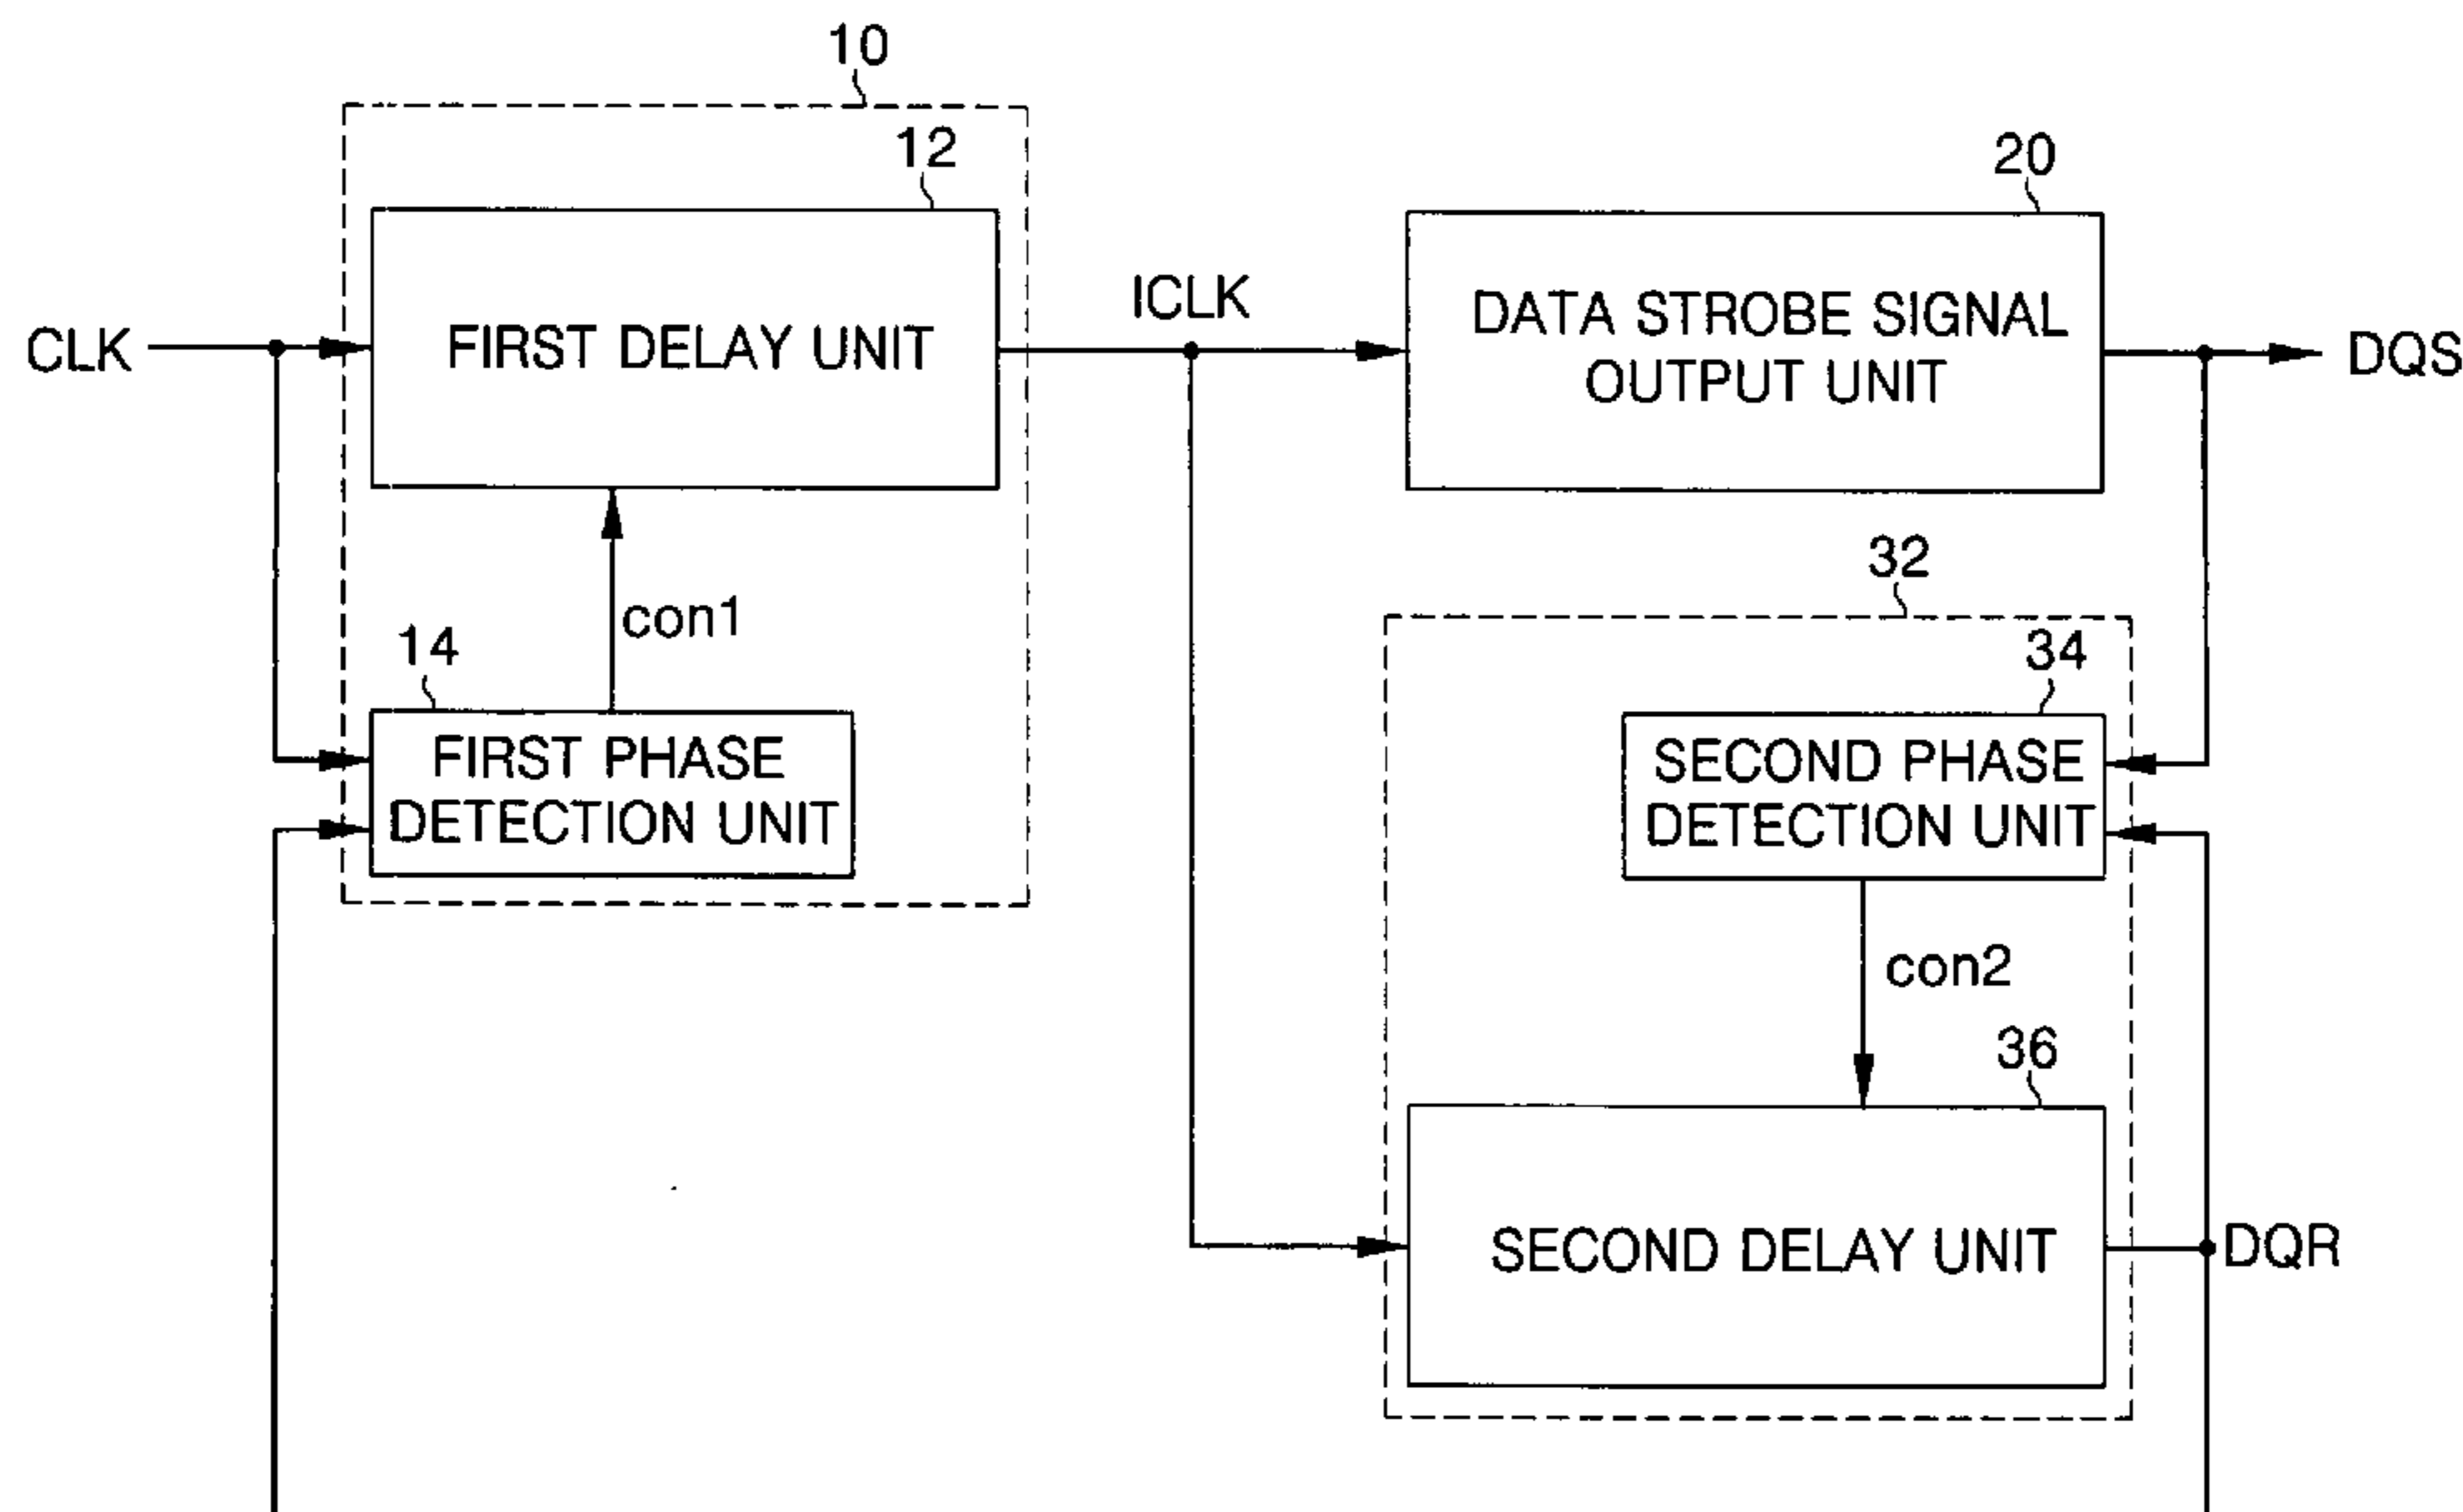 10
12
20
CLK
FIRST DELAY UNIT
ICLK
DATA STROBE SIGNAL
OUTPUT UNIT
DQS
con1
14
FIRST PHASE
DETECTION UNIT
32
34
SECOND PHASE
DETECTION UNIT
con2
36
SECOND DELAY UNIT
DQR